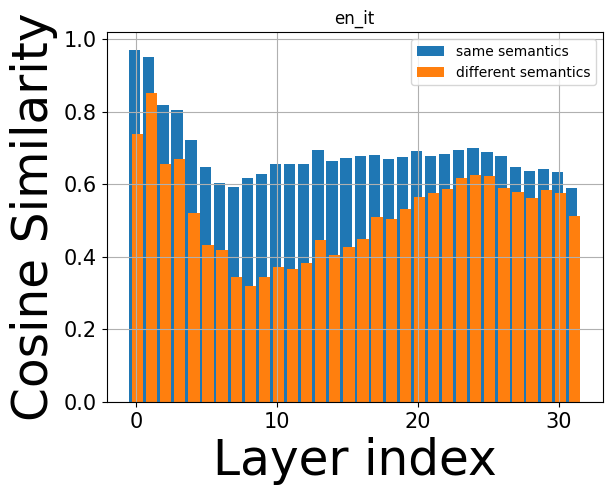 en_it
same semantics
different semantics
Cosine Similarity
1.0
0.8
0.6
0.4
0.2
0.0
0 10 20 30
Layer index